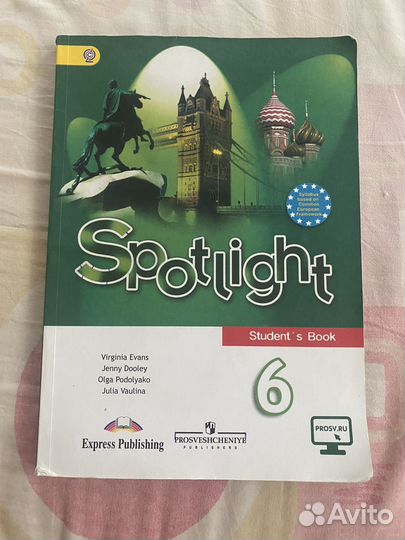 Syllabus
based on
Common
European
Framework
Spotlight
Student's Book
Virginia Evans
Jenny Dooley
Olga Podolyako
Julia Vaulina
6
PROSV.RU
Express Publishing
PROSVESHCHENIYE
PUBLISHERS
Avito